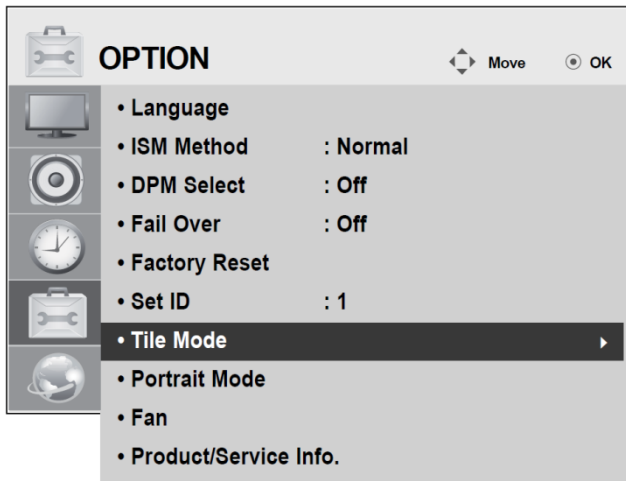 OPTION
Move
OK
• Language
• ISM Method : Normal
• DPM Select : Off
• Fail Over : Off
• Factory Reset
• Set ID : 1
• Tile Mode
• Portrait Mode
• Fan
• Product/Service Info.